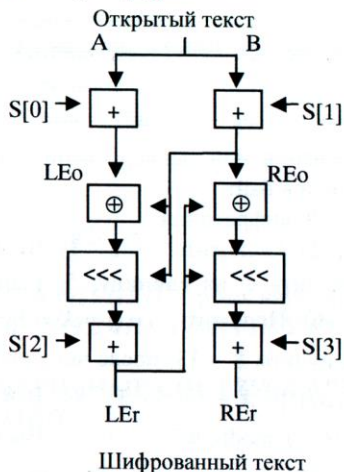 Открытый текст
A B
S[0] + + S[1]
LEo REo
⊕ ⊕
<<< <<<
S[2] + + S[3]
LEr REr
Шифрованный текст